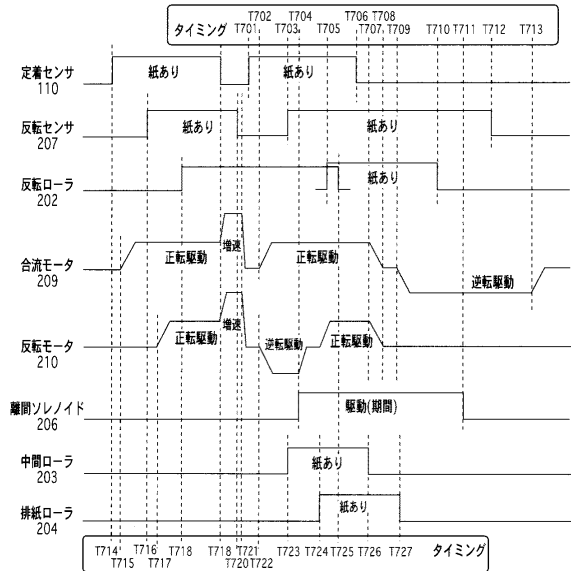 T702 T704 T706 T708
タイミング T701 T703 T705 T707 T709 T710 T711 T712 T713
定着センサ
110
紙あり 紙あり
反転センサ
207
紙あり 紙あり
反転ローラ
202
紙あり
合流モータ
209
正転駆動 増速 正転駆動 逆転駆動
反転モータ
210
正転駆動 増速 逆転駆動 正転駆動
離間ソレノイド
206
駆動(期間)
中間ローラ
203
紙あり
排紙ローラ
204
紙あり
T714 T716 T718 T718 T721 T723 T724 T725 T726 T727 タイミング
T715 T717 T720 T722